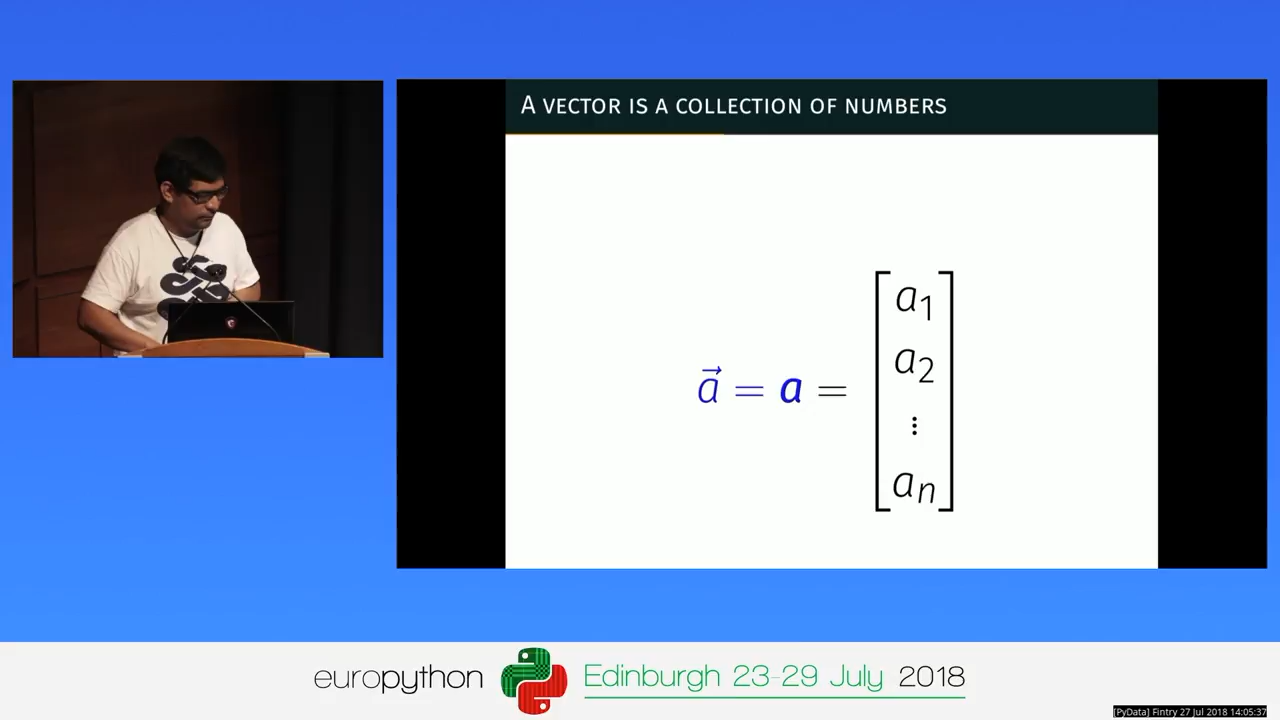 A VECTOR IS A COLLECTION OF NUMBERS
a⃗ = a =
a1
a2
⋮
an
europython
Edinburgh 23-29 July 2018
[PyData] Fintry 27 Jul 2018 14:05:37